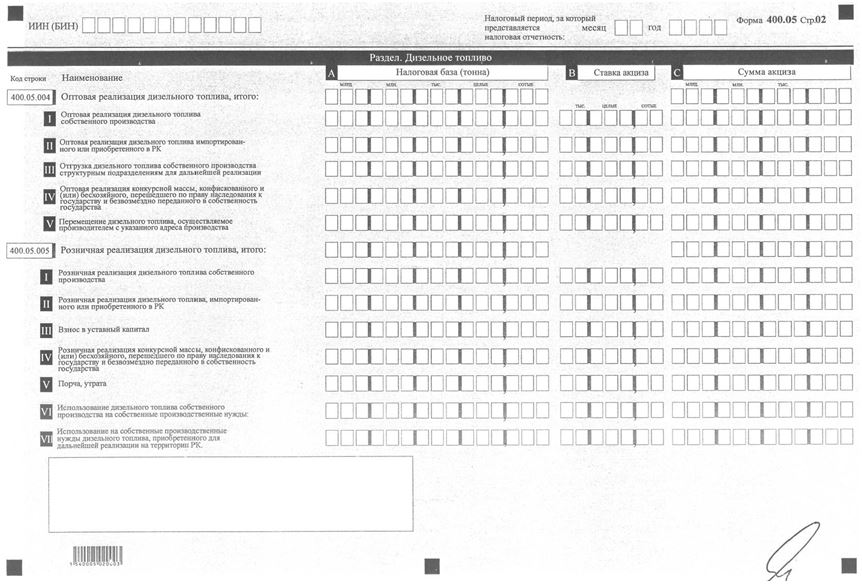 ИИН (БИН)
Налоговый период, за который
представляется месяц год
налоговая отчетность:
Форма 400.05 Стр.02
Раздел. Дизельное топливо
Код строки Наименование
A Налоговая база (тонна)
B Ставка акциза
C Сумма акциза
млрд. млн. тыс. целые сотые
млрд. млн. тыс.
400.05.004 Оптовая реализация дизельного топлива, итого:
тыс. целые сотые
I Оптовая реализация дизельного топлива
собственного производства
II Оптовая реализация дизельного топлива импортирован-
ного или приобретенного в РК
III Отгрузка дизельного топлива собственного производства
структурным подразделениям для дальнейшей реализации
IV Оптовая реализация конкурсной массы, конфискованного и
(или) бесхозяйного, перешедшего по праву наследования к
государству и безвозмездно переданного в собственность
государства
V Перемещение дизельного топлива, осуществляемое
производителем с указанного адреса производства
400.05.005 Розничная реализация дизельного топлива, итого:
I Розничная реализация дизельного топлива собственного
производства
II Розничная реализация дизельного топлива, импортирован-
ного или приобретенного в РК
III Взнос в уставный капитал
IV Розничная реализация конкурсной массы, конфискованного и
(или) бесхозяйного, перешедшего по праву наследования к
государству и безвозмездно переданного в собственность
государства
V Порча, утрата
VI Использование дизельного топлива собственного
производства на собственные производственные нужды:
VII Использование на собственные производственные
нужды дизельного топлива, приобретенного для
дальнейшей реализации на территории РК.